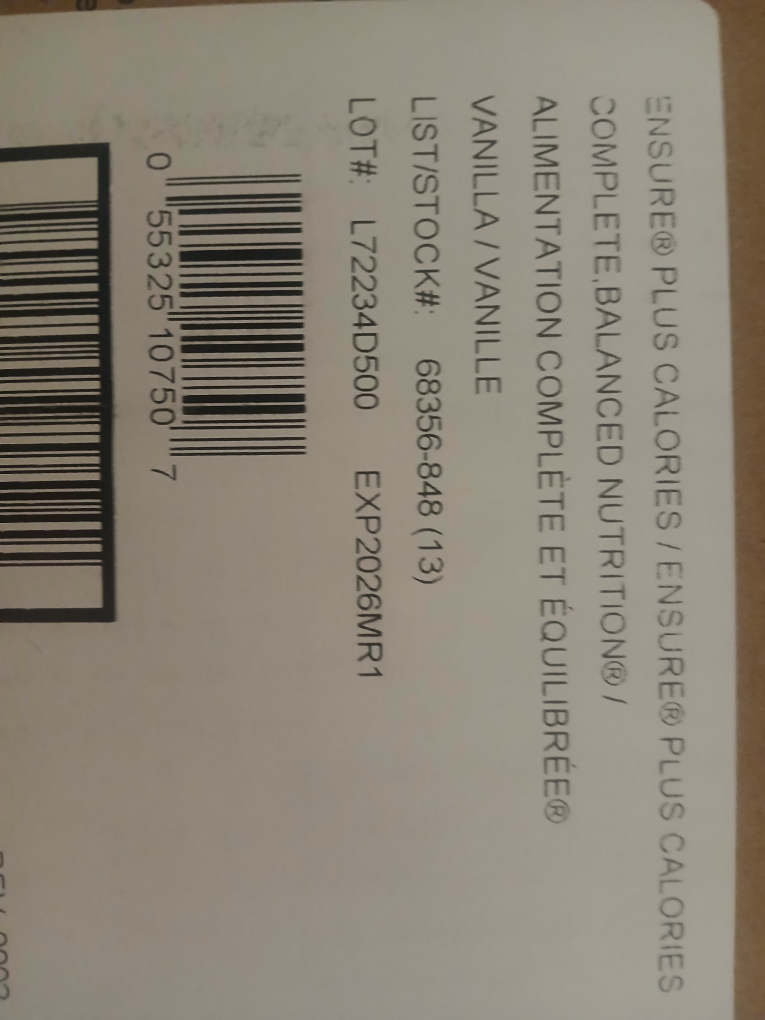 ENSURE® PLUS CALORIES / ENSURE® PLUS CALORIES
COMPLETE,BALANCED NUTRITION® /
ALIMENTATION COMPLÈTE ET ÉQUILIBRÉE®
VANILLA / VANILLE
LIST/STOCK#: 68356-848 (13)
LOT#: L72234D500 EXP2026MR1
0 55325 10750 7